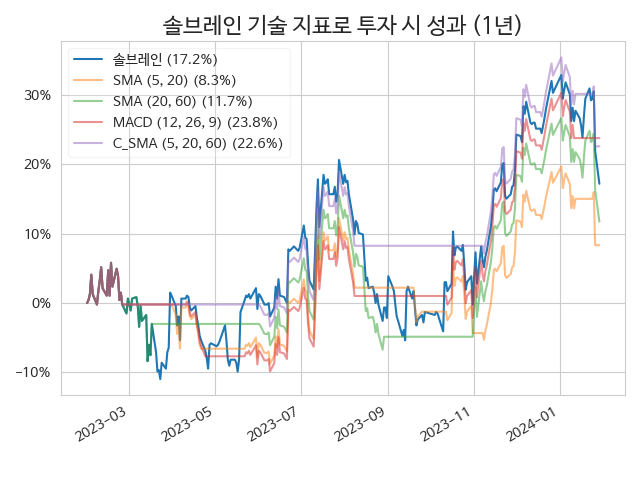 솔브레인 기술 지표로 투자 시 성과 (1년)
솔브레인 (17.2%)
SMA (5, 20) (8.3%)
SMA (20, 60) (11.7%)
MACD (12, 26, 9) (23.8%)
C_SMA (5, 20, 60) (22.6%)
30%
20%
10%
0%
−10%
2023-03
2023-05
2023-07
2023-09
2023-11
2024-01